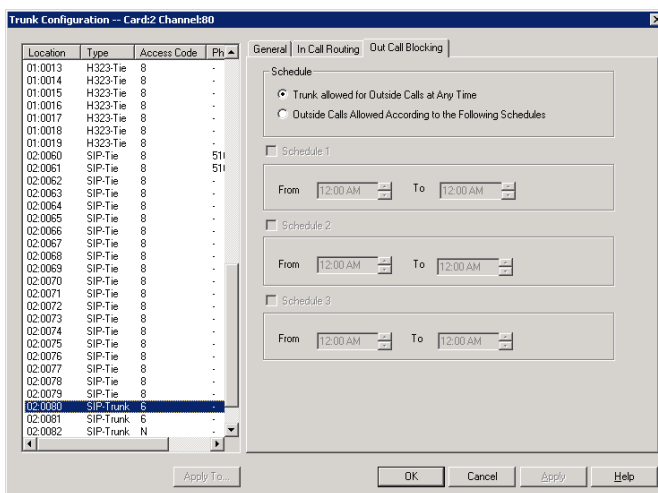 Trunk Configuration -- Card:2 Channel:80
Location Type Access Code Ph
01:0013 H323-Tie 8 -
01:0014 H323-Tie 8 -
01:0015 H323-Tie 8 -
01:0016 H323-Tie 8 -
01:0017 H323-Tie 8 -
01:0018 H323-Tie 8 -
01:0019 H323-Tie 8 -
02:0060 SIP-Tie 8 510
02:0061 SIP-Tie 8 510
02:0062 SIP-Tie 8 -
02:0063 SIP-Tie 8 -
02:0064 SIP-Tie 8 -
02:0065 SIP-Tie 8 -
02:0066 SIP-Tie 8 -
02:0067 SIP-Tie 8 -
02:0068 SIP-Tie 8 -
02:0069 SIP-Tie 8 -
02:0070 SIP-Tie 8 -
02:0071 SIP-Tie 8 -
02:0072 SIP-Tie 8 -
02:0073 SIP-Tie 8 -
02:0074 SIP-Tie 8 -
02:0075 SIP-Tie 8 -
02:0076 SIP-Tie 8 -
02:0077 SIP-Tie 8 -
02:0078 SIP-Tie 8 -
02:0079 SIP-Tie 8 -
02:0080 SIP-Trunk 6 -
02:0081 SIP-Trunk 6 -
02:0082 SIP-Trunk N -
Apply To...
General In Call Routing Out Call Blocking
Schedule
Trunk allowed for Outside Calls at Any Time
Outside Calls Allowed According to the Following Schedules
Schedule 1
From 12:00 AM To 12:00 AM
Schedule 2
From 12:00 AM To 12:00 AM
Schedule 3
From 12:00 AM To 12:00 AM
OK Cancel Apply Help